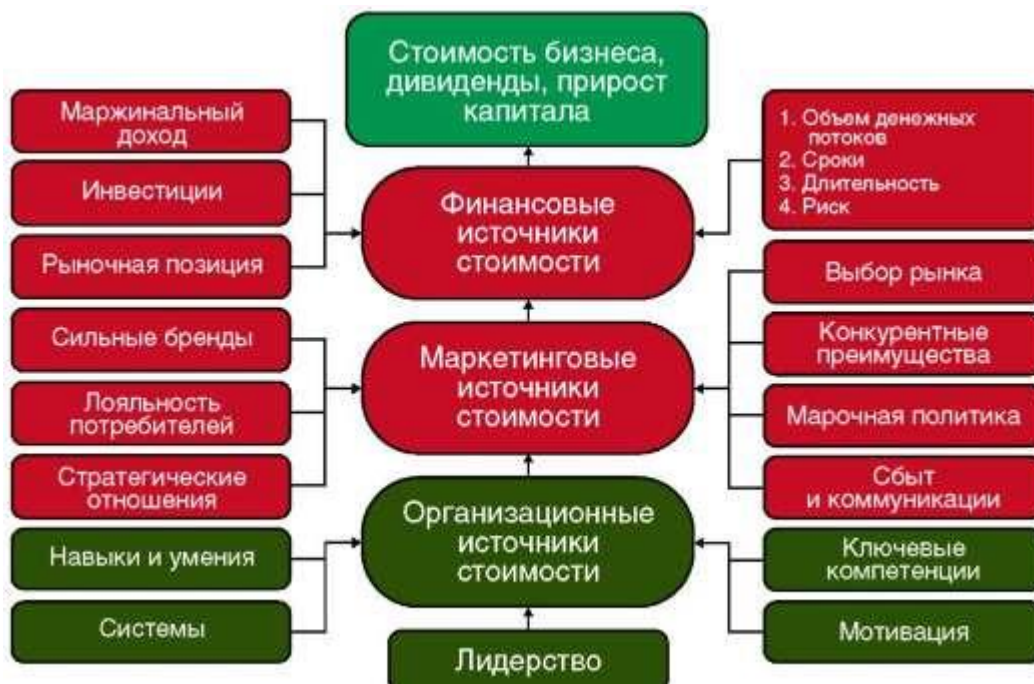 Стоимость бизнеса,
дивиденды, прирост
капитала
Маржинальный
доход
Инвестиции
Рыночная позиция
Финансовые
источники
стоимости
1. Объем денежных
потоков
2. Сроки
3. Длительность
4. Риск
Сильные бренды
Лояльность
потребителей
Стратегические
отношения
Маркетинговые
источники
стоимости
Выбор рынка
Конкурентные
преимущества
Марочная политика
Сбыт
и коммуникации
Навыки и умения
Системы
Организационные
источники
стоимости
Ключевые
компетенции
Мотивация
Лидерство